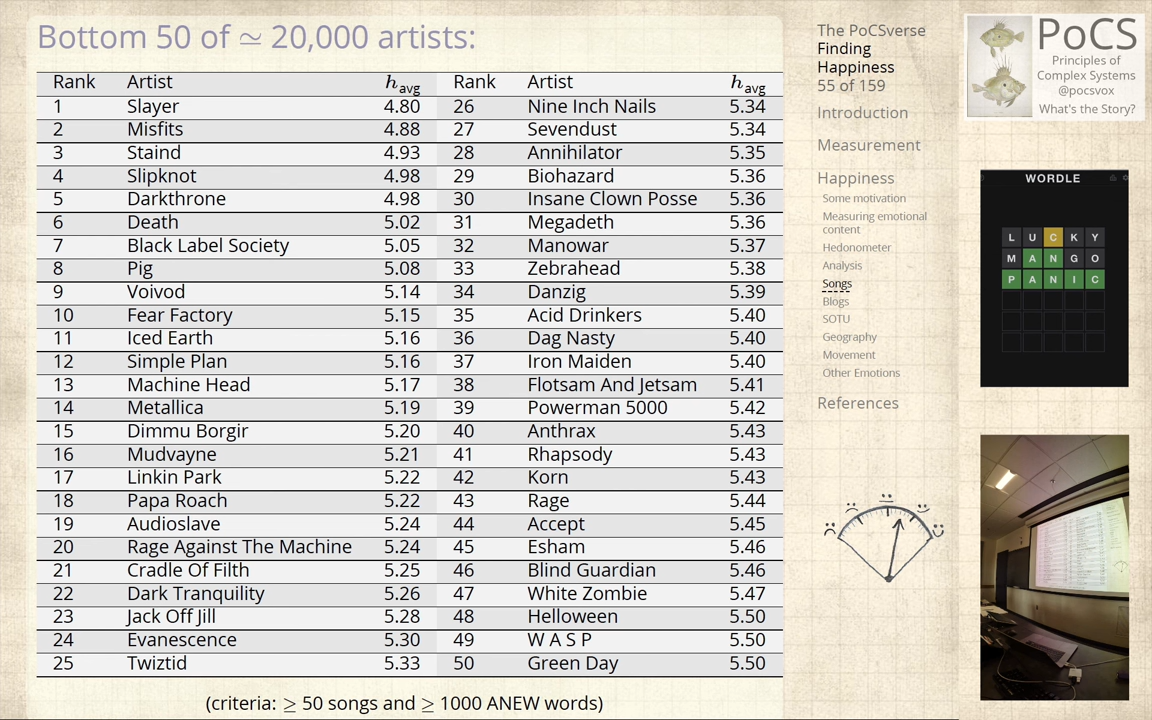 Bottom 50 of ≃ 20,000 artists:
Rank Artist h_avg Rank Artist h_avg
1 Slayer 4.80 26 Nine Inch Nails 5.34
2 Misfits 4.88 27 Sevendust 5.34
3 Staind 4.93 28 Annihilator 5.35
4 Slipknot 4.98 29 Biohazard 5.36
5 Darkthrone 4.98 30 Insane Clown Posse 5.36
6 Death 5.02 31 Megadeth 5.36
7 Black Label Society 5.05 32 Manowar 5.37
8 Pig 5.08 33 Zebrahead 5.38
9 Voivod 5.14 34 Danzig 5.39
10 Fear Factory 5.15 35 Acid Drinkers 5.40
11 Iced Earth 5.16 36 Dag Nasty 5.40
12 Simple Plan 5.16 37 Iron Maiden 5.40
13 Machine Head 5.17 38 Flotsam And Jetsam 5.41
14 Metallica 5.19 39 Powerman 5000 5.42
15 Dimmu Borgir 5.20 40 Anthrax 5.43
16 Mudvayne 5.21 41 Rhapsody 5.43
17 Linkin Park 5.22 42 Korn 5.43
18 Papa Roach 5.22 43 Rage 5.44
19 Audioslave 5.24 44 Accept 5.45
20 Rage Against The Machine 5.24 45 Esham 5.46
21 Cradle Of Filth 5.25 46 Blind Guardian 5.46
22 Dark Tranquility 5.26 47 White Zombie 5.47
23 Jack Off Jill 5.28 48 Helloween 5.50
24 Evanescence 5.30 49 W A S P 5.50
25 Twiztid 5.33 50 Green Day 5.50
(criteria: ≥ 50 songs and ≥ 1000 ANEW words)
The PoCSverse
Finding
Happiness
55 of 159
Introduction
Measurement
Happiness
Some motivation
Measuring emotional
content
Hedonometer
Analysis
Songs
Blogs
SOTU
Geography
Movement
Other Emotions
References
PoCS
Principles of
Complex Systems
@pocsvox
What's the Story?
WORDLE
LUCKY
MANGO
PANIC